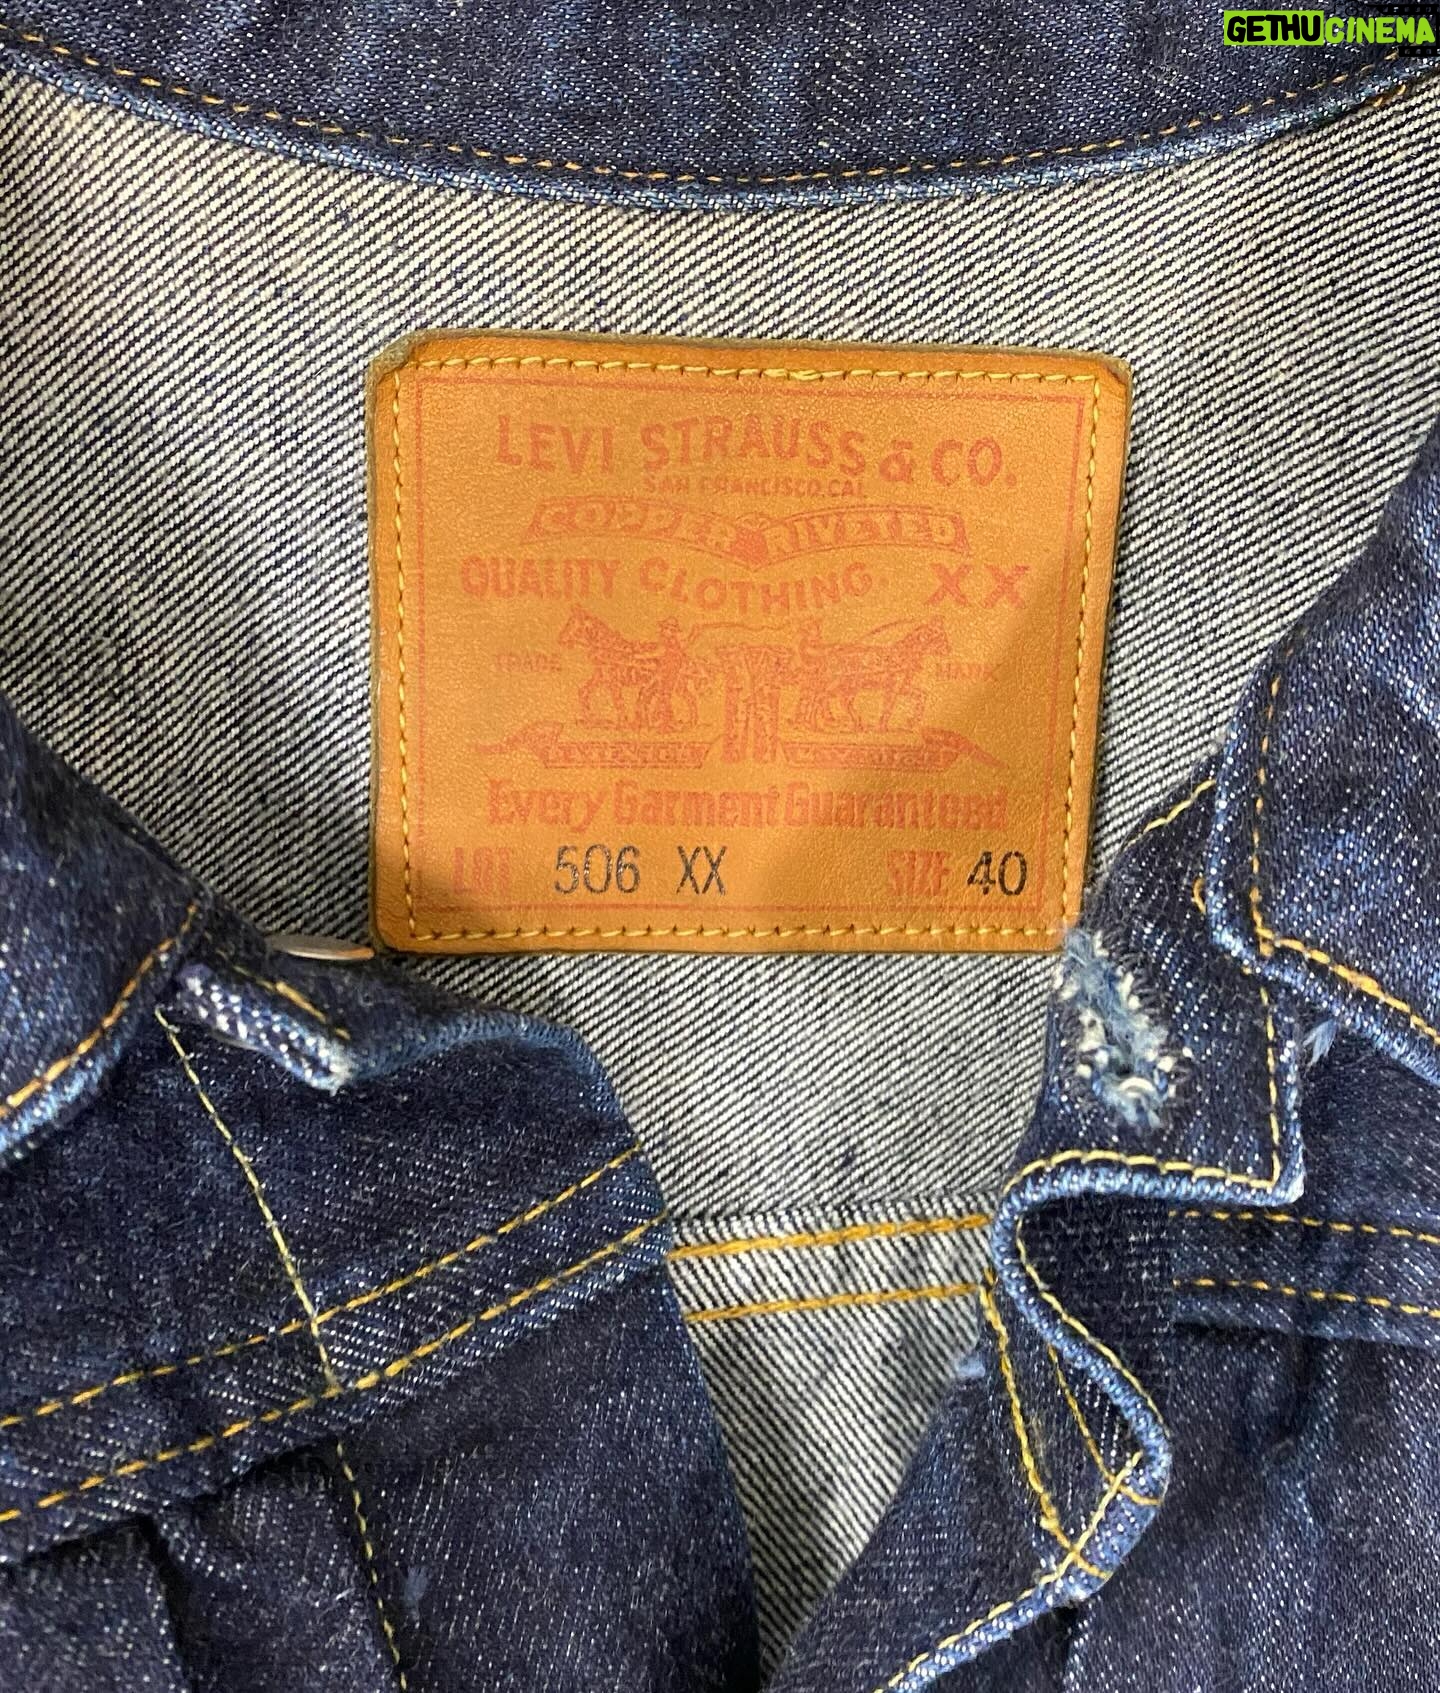 GETHUCINEMA
LEVI STRAUSS & CO.
SAN FRANCISCO, CAL
COPPER RIVETED
QUALITY CLOTHING. XX
TRADE MARK
Every Garment Guaranteed
LOT 506 XX SIZE 40